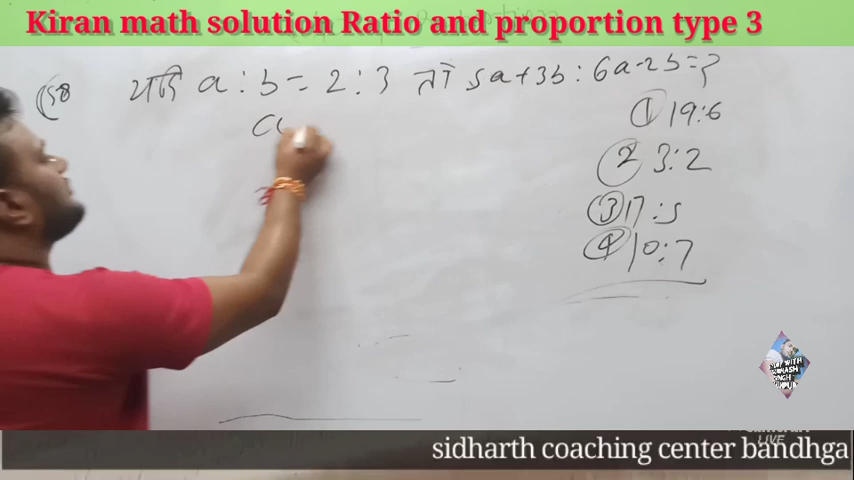 Kiran math solution Ratio and proportion type 3
(58 यदि a : b = 2 : 3 तो 5a+3b : 6a-2b = ?
① 19:6
② 3:2
③ 17:5
④ 10:7
LIVE
sidharth coaching center bandhga